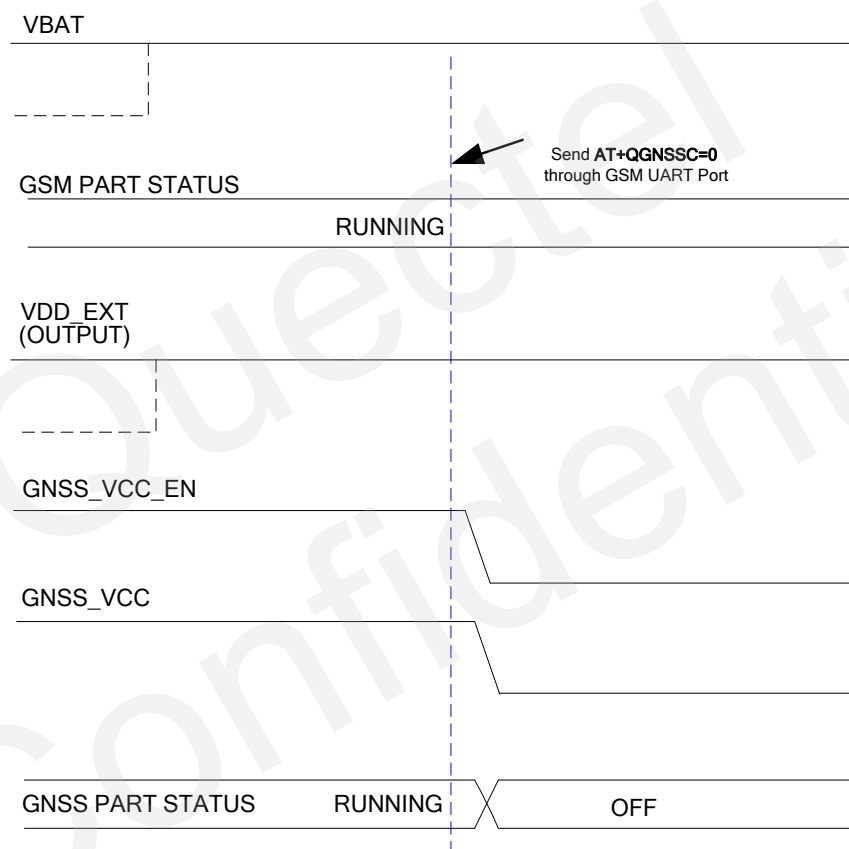 VBAT
Send AT+QGNSSC=0
through GSM UART Port
GSM PART STATUS
RUNNING
VDD_EXT
(OUTPUT)
GNSS_VCC_EN
GNSS_VCC
GNSS PART STATUS RUNNING OFF
Quectel
Confidenti